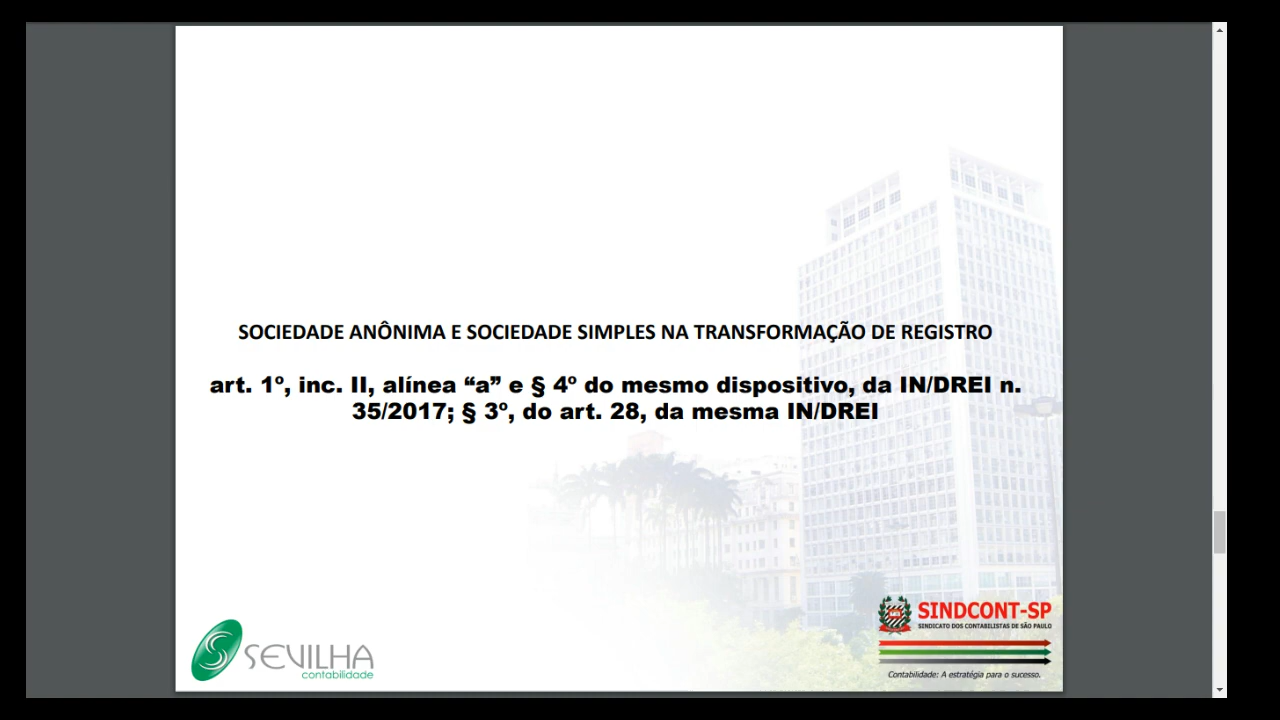 SOCIEDADE ANÔNIMA E SOCIEDADE SIMPLES NA TRANSFORMAÇÃO DE REGISTRO
art. 1º, inc. II, alínea “a” e § 4º do mesmo dispositivo, da IN/DREI n.
35/2017; § 3º, do art. 28, da mesma IN/DREI
SEVILHA
contabilidade
SINDCONT-SP
SINDICATO DOS CONTABILISTAS DE SÃO PAULO
Contabilidade: A estratégia para o sucesso.